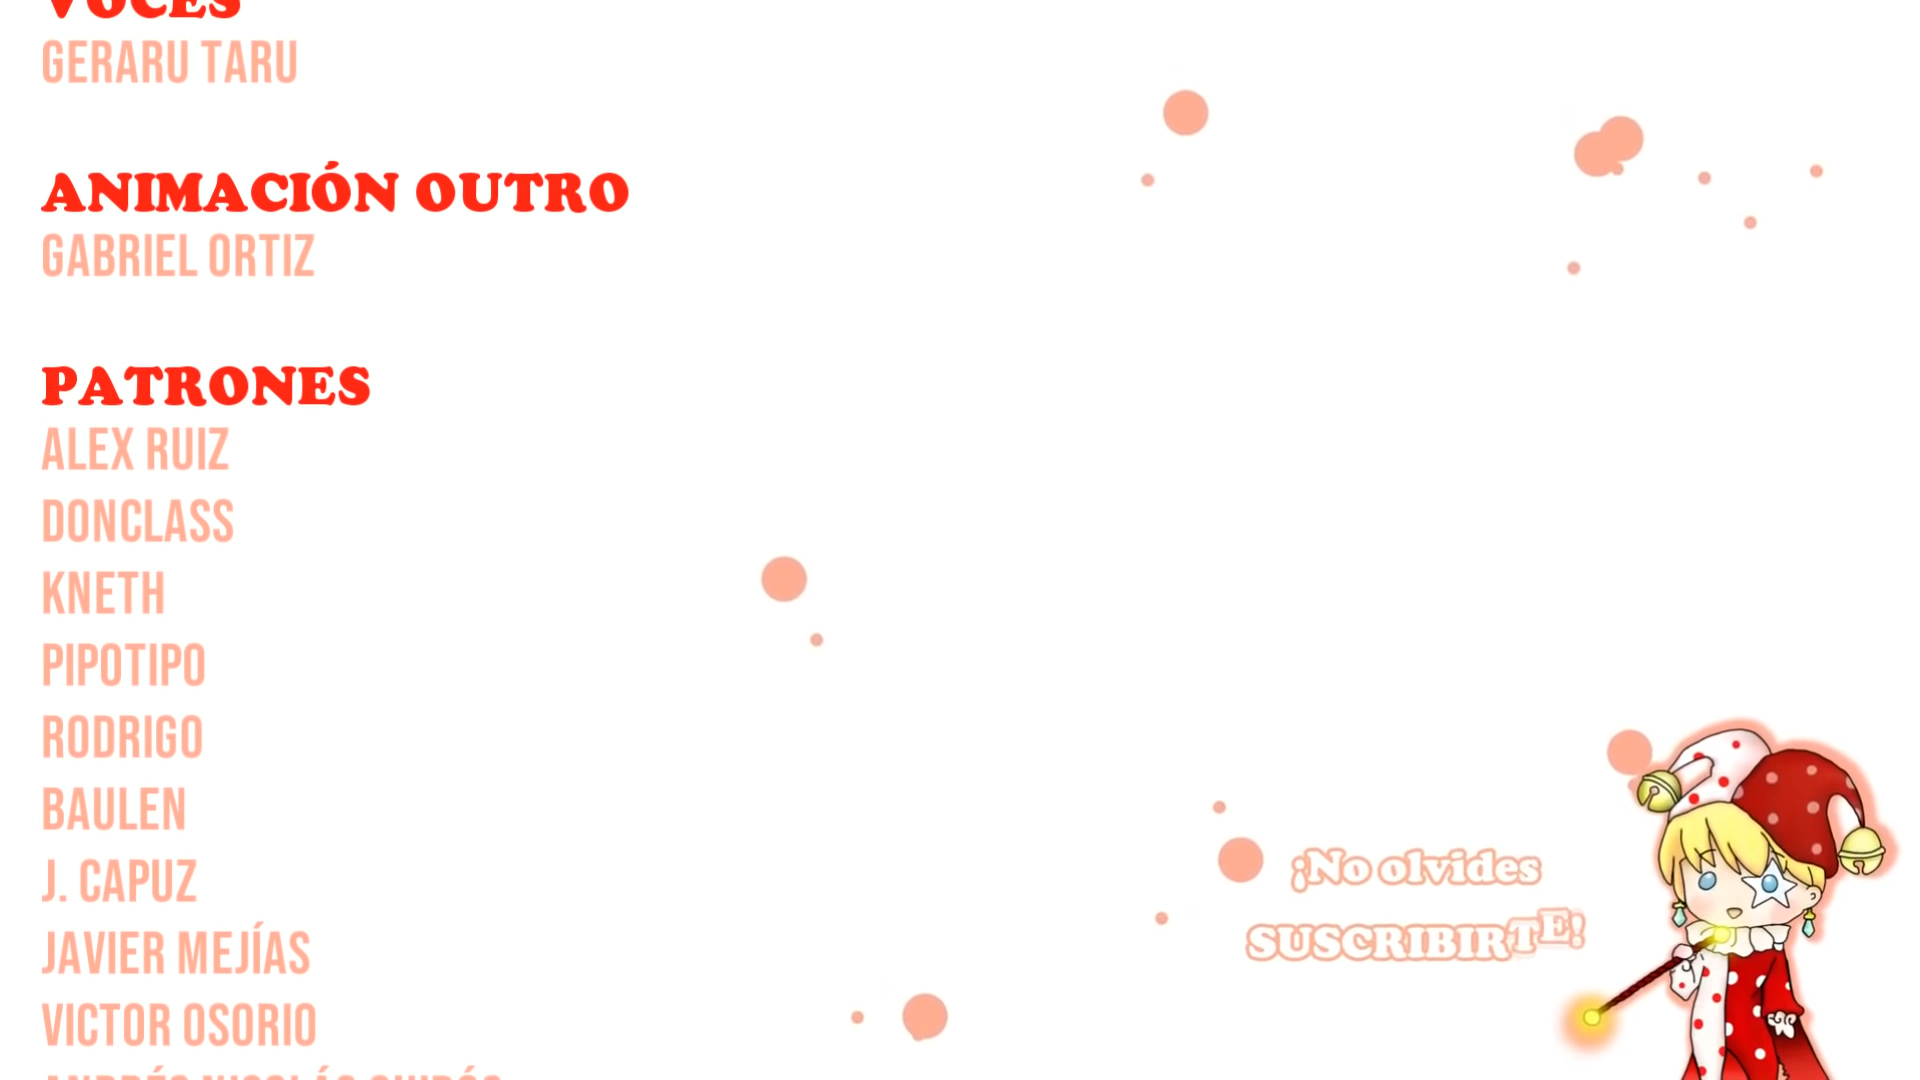 VOCES
GERARU TARU
ANIMACIÓN OUTRO
GABRIEL ORTIZ
PATRONES
ALEX RUIZ
DONCLASS
KNETH
PIPOTIPO
RODRIGO
BAULEN
J. CAPUZ
JAVIER MEJÍAS
VICTOR OSORIO
¡No olvides
SUSCRIBIRTE!